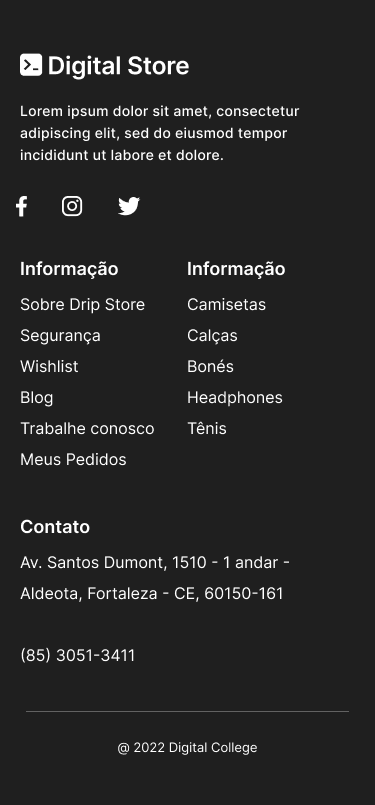 Digital Store
Lorem ipsum dolor sit amet, consectetur
adipiscing elit, sed do eiusmod tempor
incididunt ut labore et dolore.
Informação
Sobre Drip Store
Segurança
Wishlist
Blog
Trabalhe conosco
Meus Pedidos
Informação
Camisetas
Calças
Bonés
Headphones
Tênis
Contato
Av. Santos Dumont, 1510 - 1 andar -
Aldeota, Fortaleza - CE, 60150-161
(85) 3051-3411
@ 2022 Digital College